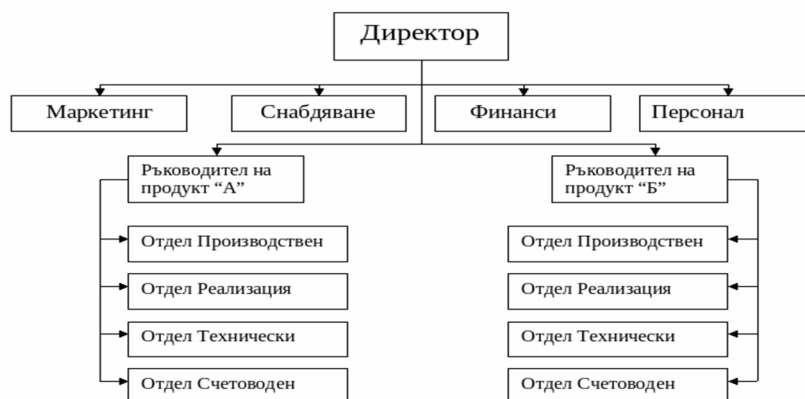 Директор
Маркетинг
Снабдяване
Финанси
Персонал
Ръководител на
продукт “А”
Ръководител на
продукт “Б”
Отдел Производствен
Отдел Производствен
Отдел Реализация
Отдел Реализация
Отдел Технически
Отдел Технически
Отдел Счетоводен
Отдел Счетоводен